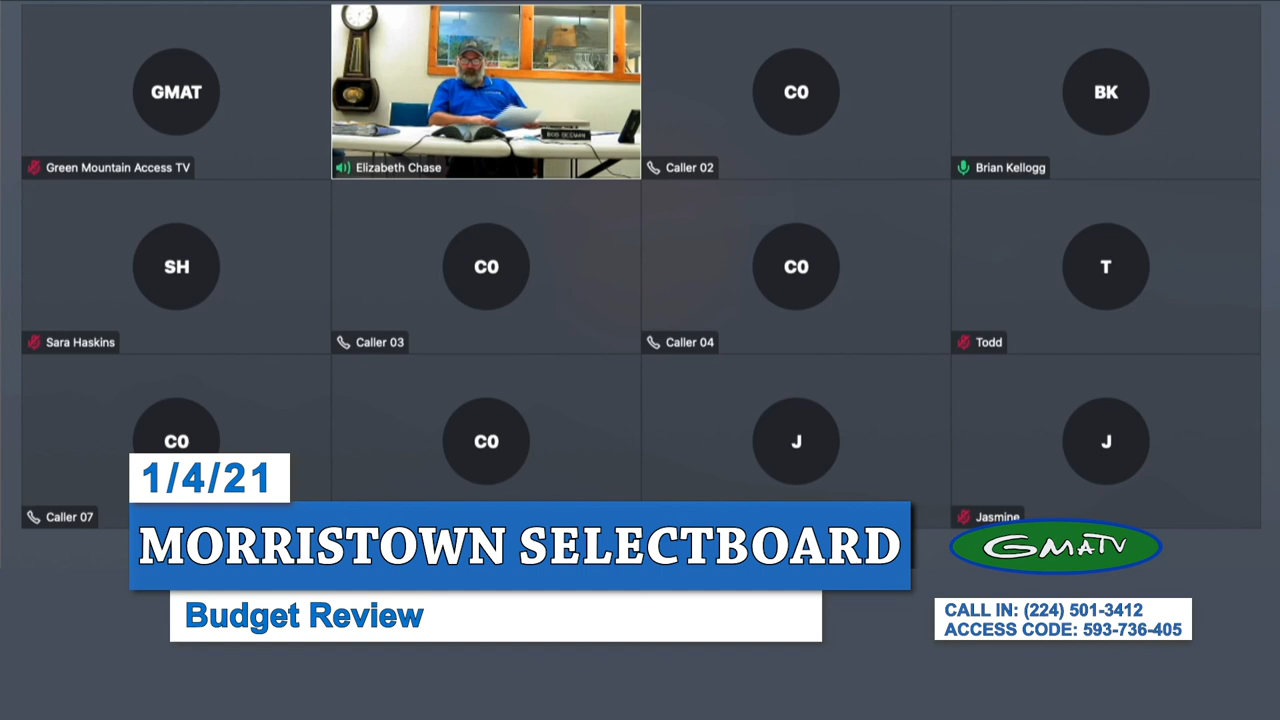 GMAT
C0
BK
Green Mountain Access TV
Elizabeth Chase
Caller 02
Brian Kellogg
SH
C0
C0
T
Sara Haskins
Caller 03
Caller 04
Todd
C0
C0
J
J
Caller 07
Jasmine
1/4/21
MORRISTOWN SELECTBOARD
GMATV
Budget Review
CALL IN: (224) 501-3412
ACCESS CODE: 593-736-405